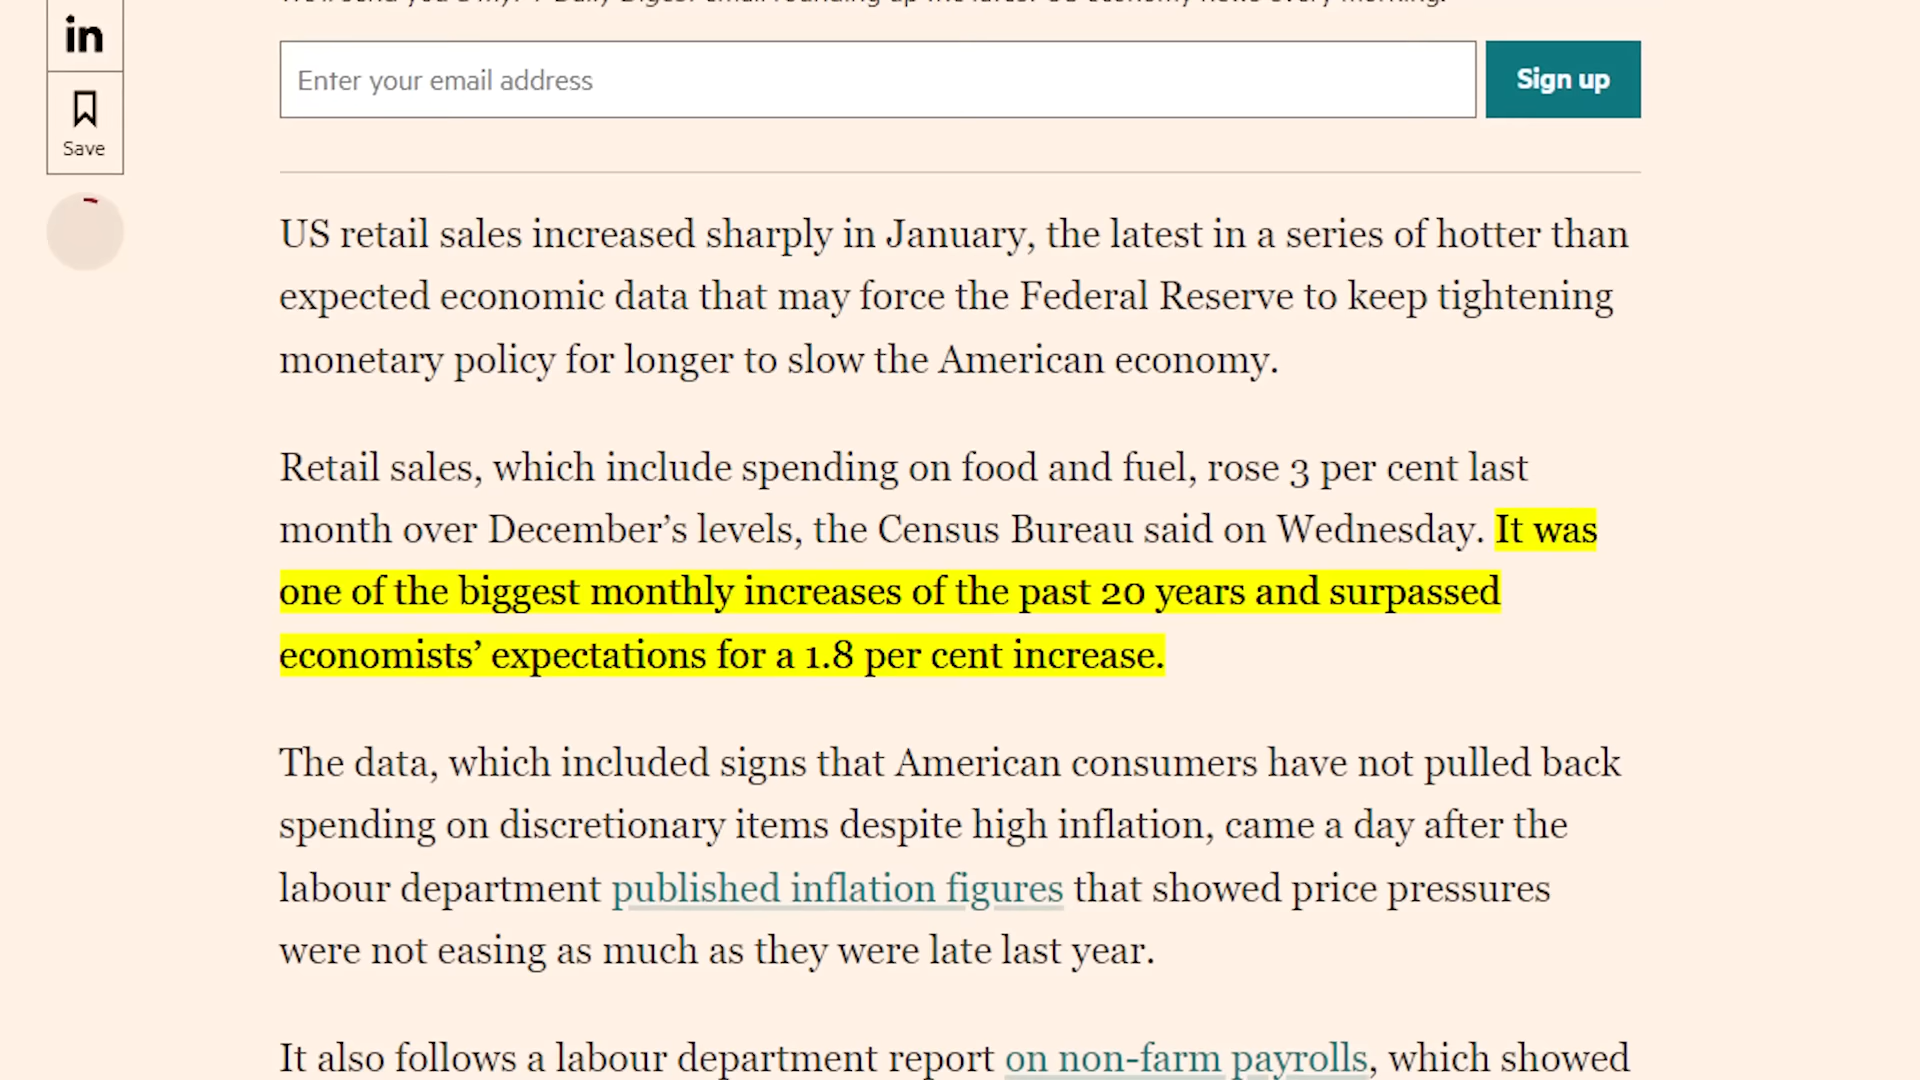 in
Enter your email address
Sign up
Save
US retail sales increased sharply in January, the latest in a series of hotter than
expected economic data that may force the Federal Reserve to keep tightening
monetary policy for longer to slow the American economy.
Retail sales, which include spending on food and fuel, rose 3 per cent last
month over December’s levels, the Census Bureau said on Wednesday. It was
one of the biggest monthly increases of the past 20 years and surpassed
economists’ expectations for a 1.8 per cent increase.
The data, which included signs that American consumers have not pulled back
spending on discretionary items despite high inflation, came a day after the
labour department published inflation figures that showed price pressures
were not easing as much as they were late last year.
It also follows a labour department report on non-farm payrolls, which showed